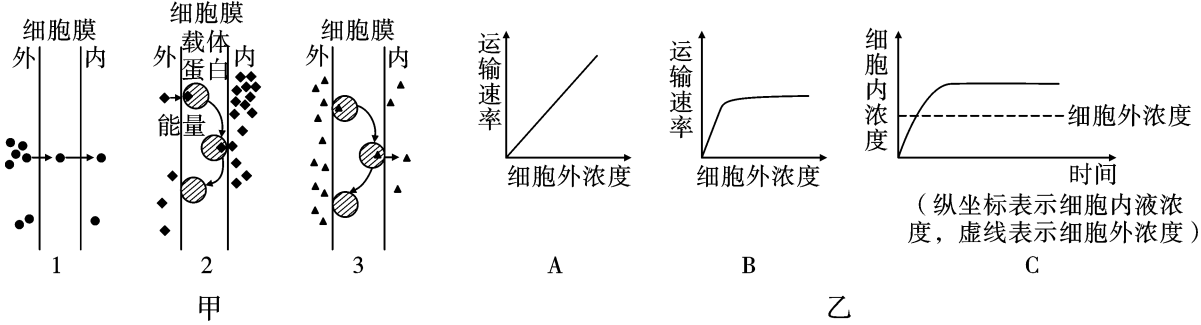 细胞膜
外 内
1
细胞膜
载体
外 蛋白 内
能量
2
细胞膜
外 内
3
甲
运输速率
细胞外浓度
A
运输速率
细胞外浓度
B
细胞内浓度
细胞外浓度
时间
（纵坐标表示细胞内液浓
度，虚线表示细胞外浓度）
C
乙